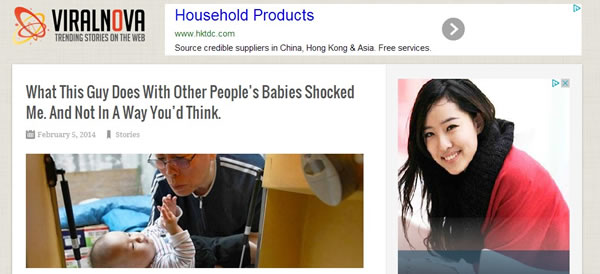 VIRALNOVA
TRENDING STORIES ON THE WEB
Household Products
www.hktdc.com
Source credible suppliers in China, Hong Kong & Asia. Free services.
What This Guy Does With Other People's Babies Shocked
Me. And Not In A Way You'd Think.
February 5, 2014 Stories